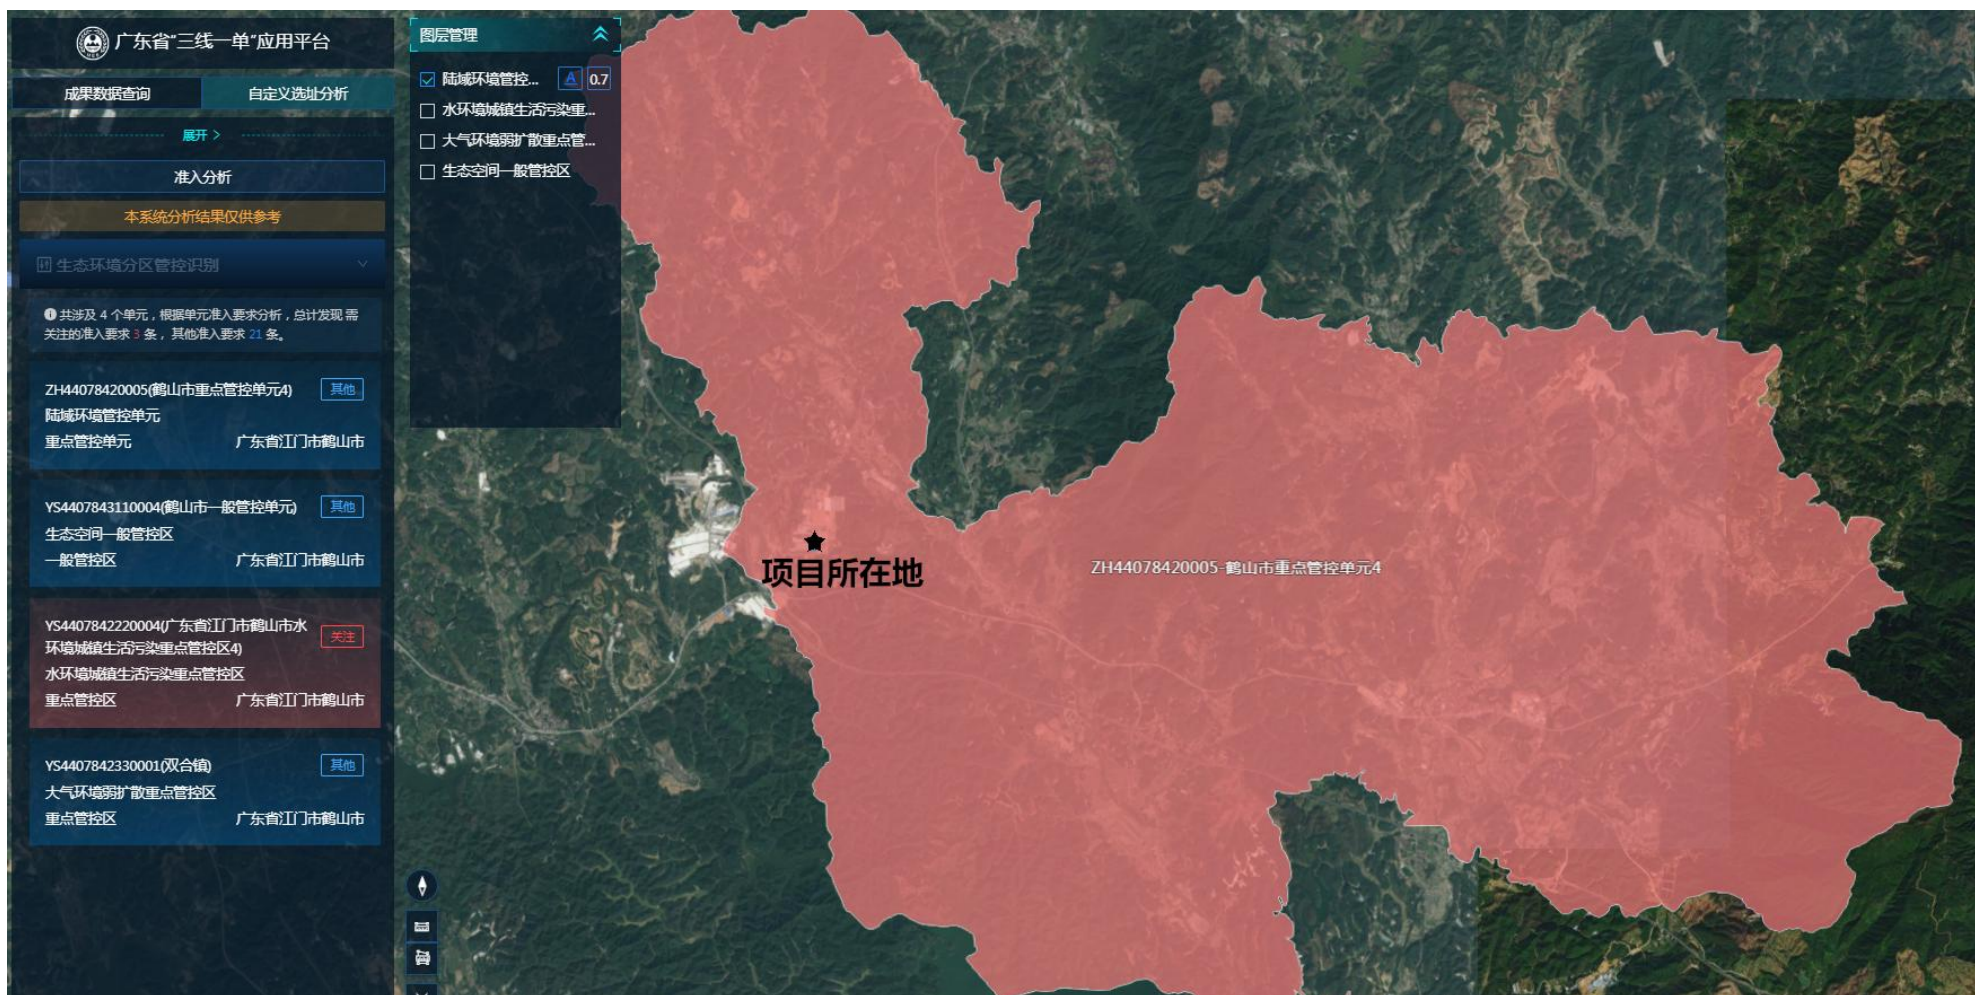 广东省“三线一单”应用平台
成果数据查询
自定义选址分析
展开 >
准入分析
本系统分析结果仅供参考
生态环境分区管控识别
共涉及 4 个单元，根据单元准入要求分析，总计发现 需
关注的准入要求 3 条，其他准入要求 21 条。
ZH44078420005(鹤山市重点管控单元4)
其他
陆域环境管控单元
重点管控单元
广东省江门市鹤山市
YS4407843110004(鹤山市一般管控单元)
其他
生态空间一般管控区
一般管控区
广东省江门市鹤山市
YS4407842220004(广东省江门市鹤山市水
环境城镇生活污染重点管控区4)
关注
水环境城镇生活污染重点管控区
重点管控区
广东省江门市鹤山市
YS4407842330001(双合镇)
其他
大气环境弱扩散重点管控区
重点管控区
广东省江门市鹤山市
图层管理
陆域环境管控...
A
0.7
水环境城镇生活污染重...
大气环境弱扩散重点管...
生态空间一般管控区
项目所在地
ZH44078420005-鹤山市重点管控单元4